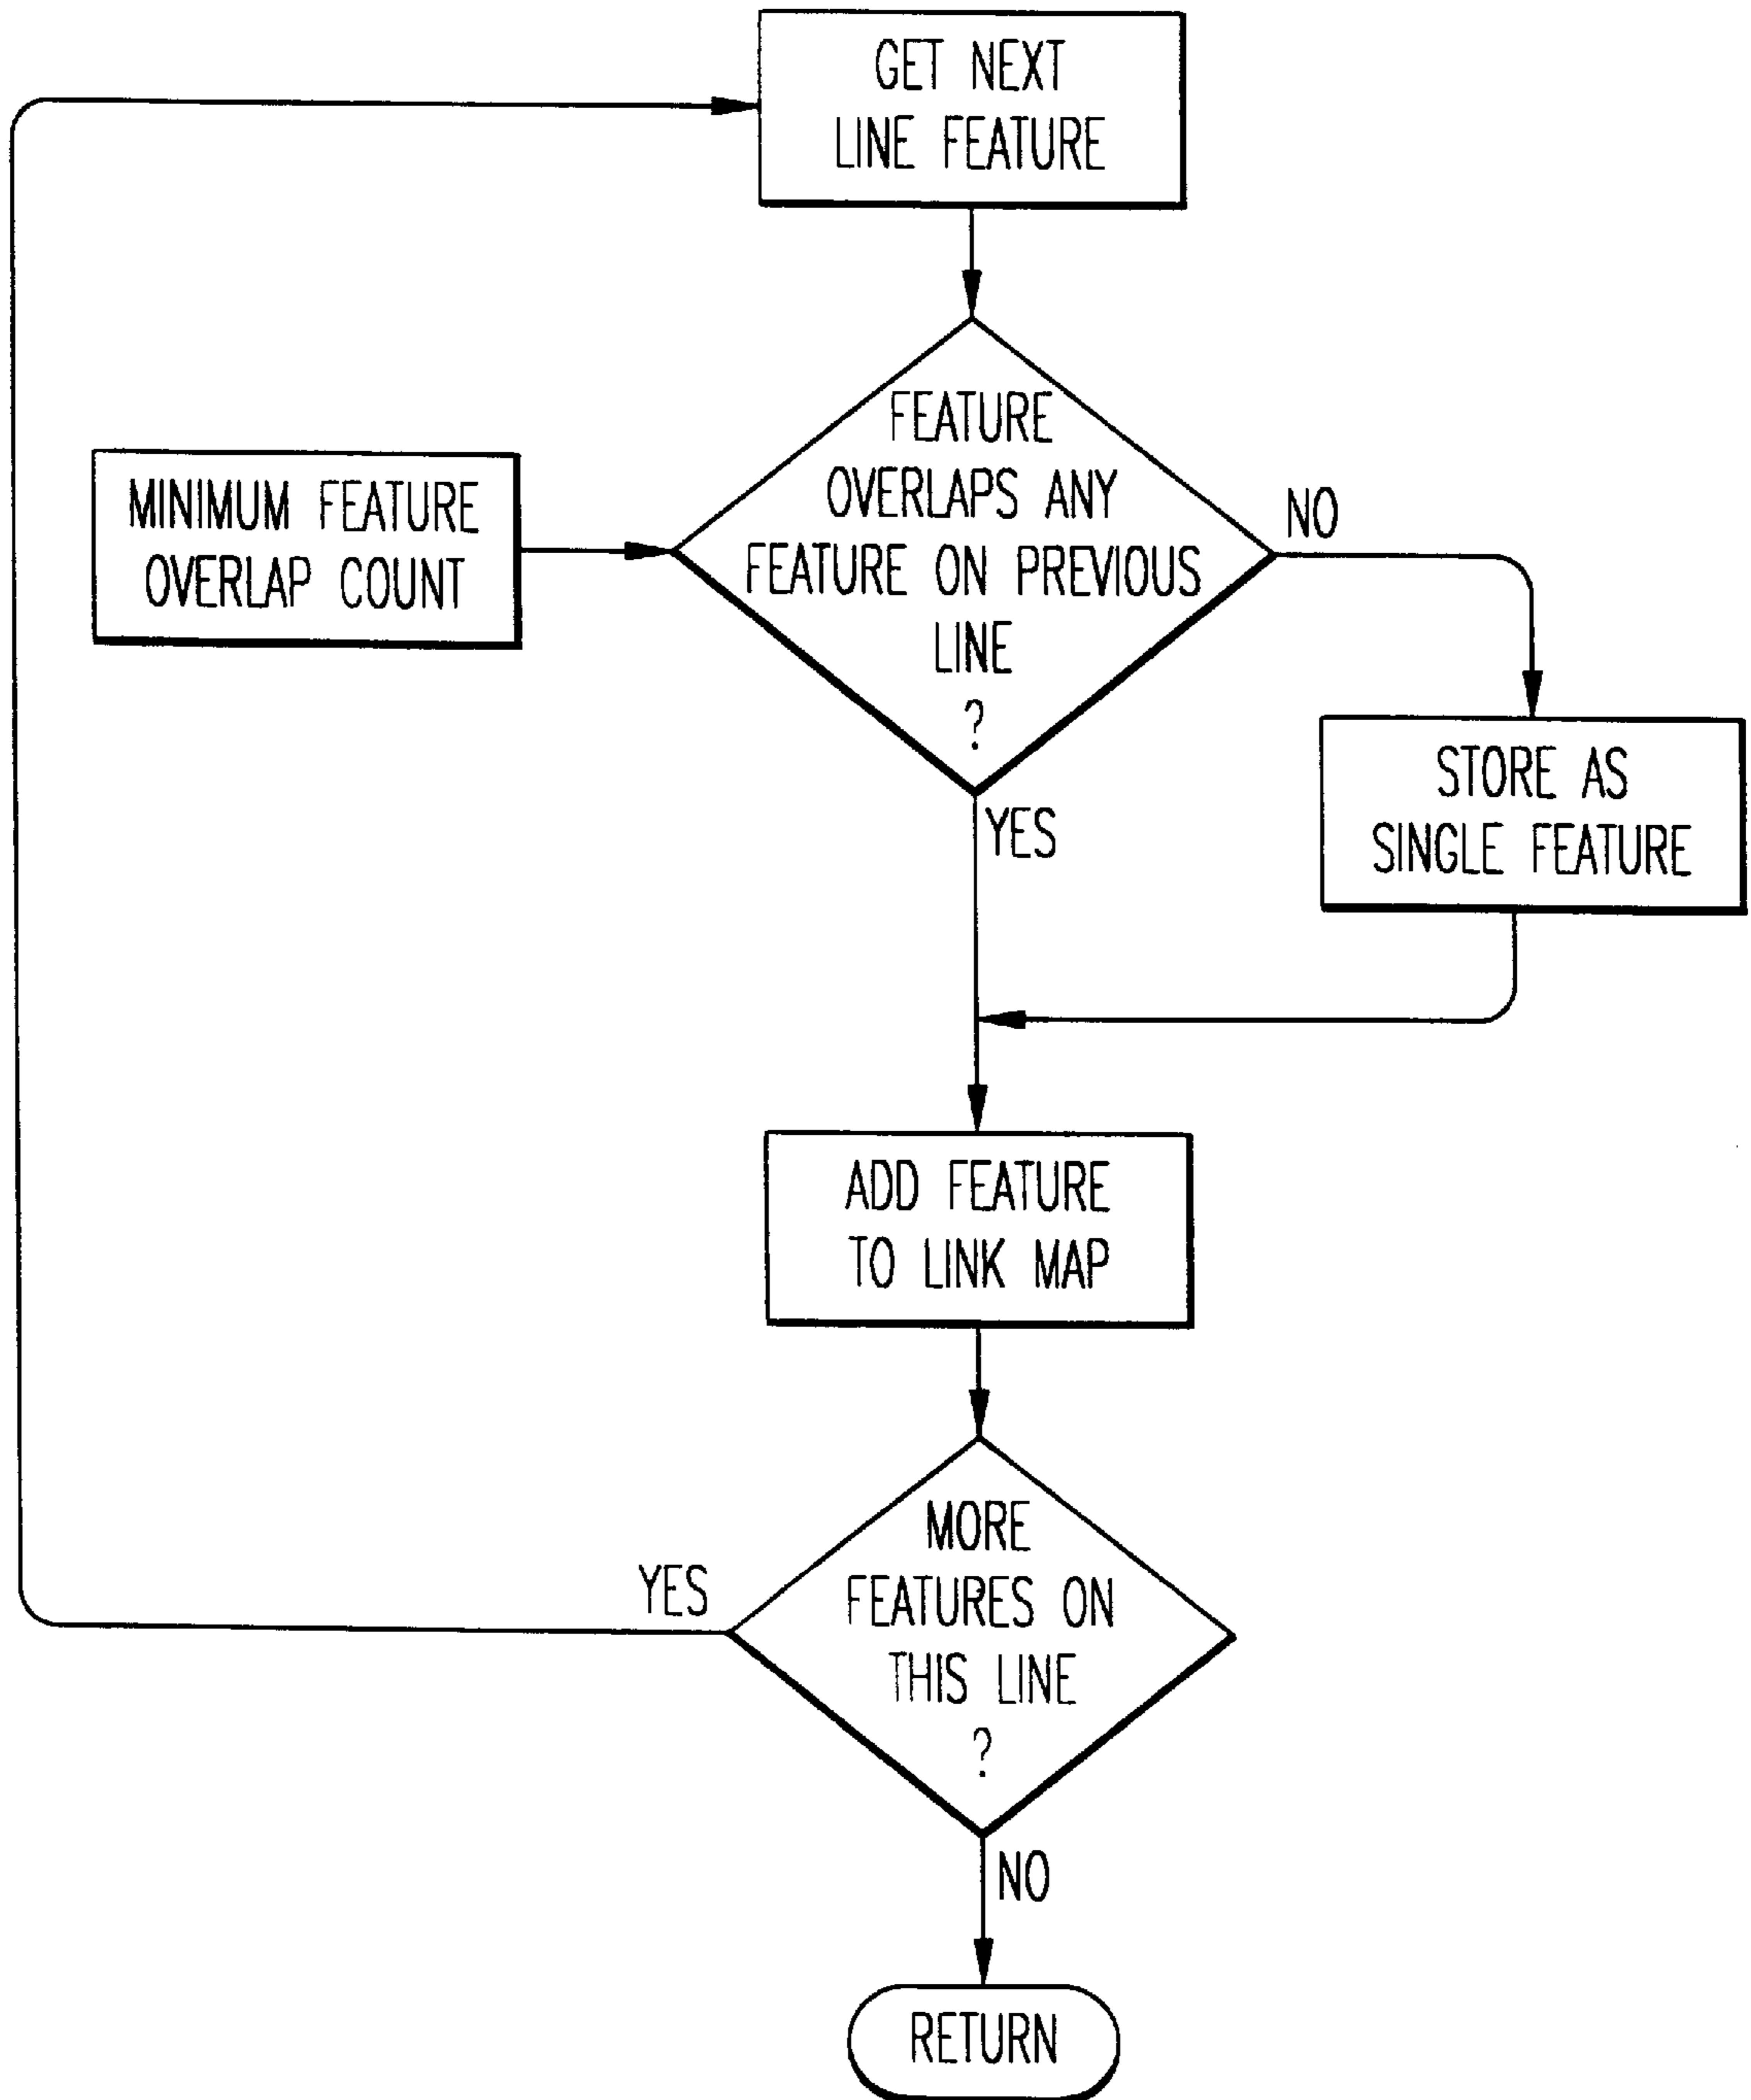 GET NEXT
LINE FEATURE
FEATURE
OVERLAPS ANY
FEATURE ON PREVIOUS
LINE
?
MINIMUM FEATURE
OVERLAP COUNT
NO
STORE AS
SINGLE FEATURE
YES
ADD FEATURE
TO LINK MAP
MORE
FEATURES ON
THIS LINE
?
YES
NO
RETURN